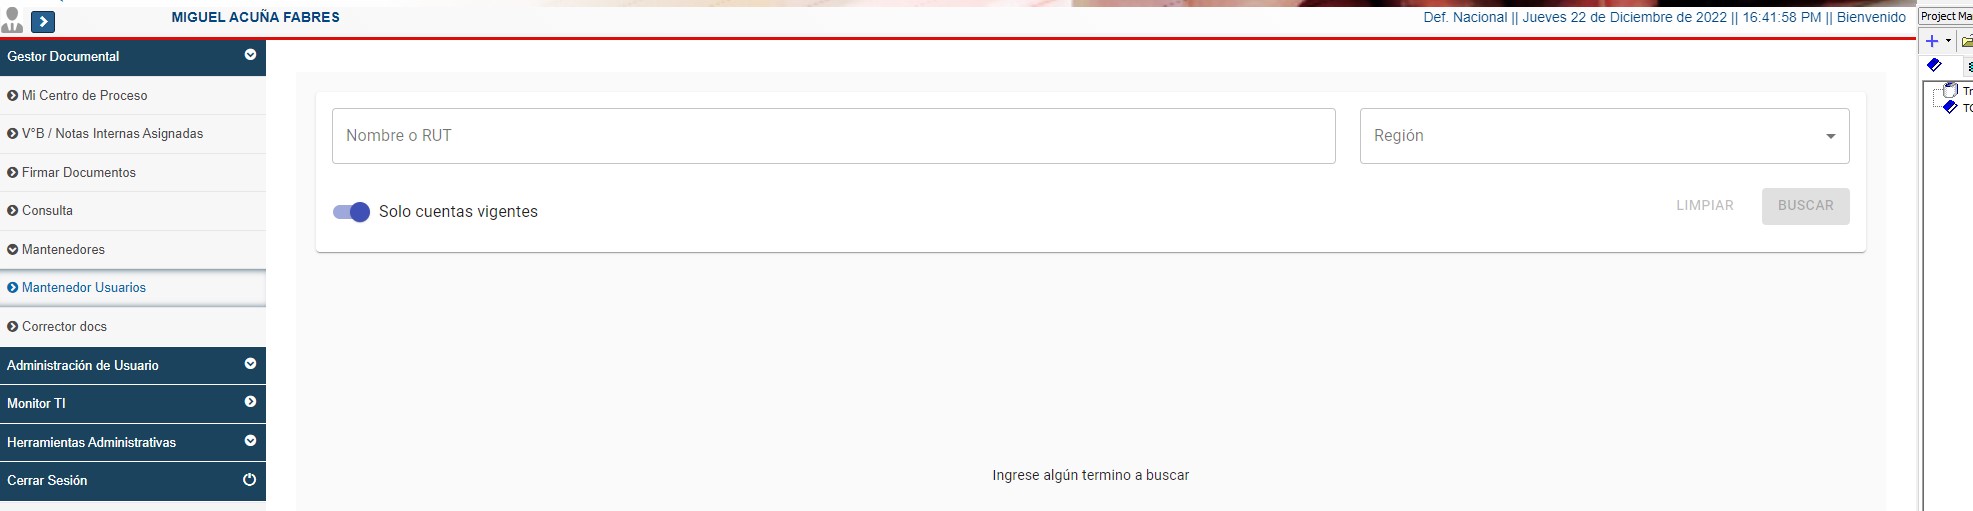 MIGUEL ACUÑA FABRES
Def. Nacional || Jueves 22 de Diciembre de 2022 || 16:41:58 PM || Bienvenido
Project Ma
Gestor Documental
Mi Centro de Proceso
V°B / Notas Internas Asignadas
Firmar Documentos
Consulta
Mantenedores
Mantenedor Usuarios
Corrector docs
Administración de Usuario
Monitor TI
Herramientas Administrativas
Cerrar Sesión
Nombre o RUT
Región
Solo cuentas vigentes
LIMPIAR
BUSCAR
Ingrese algún termino a buscar
Tr